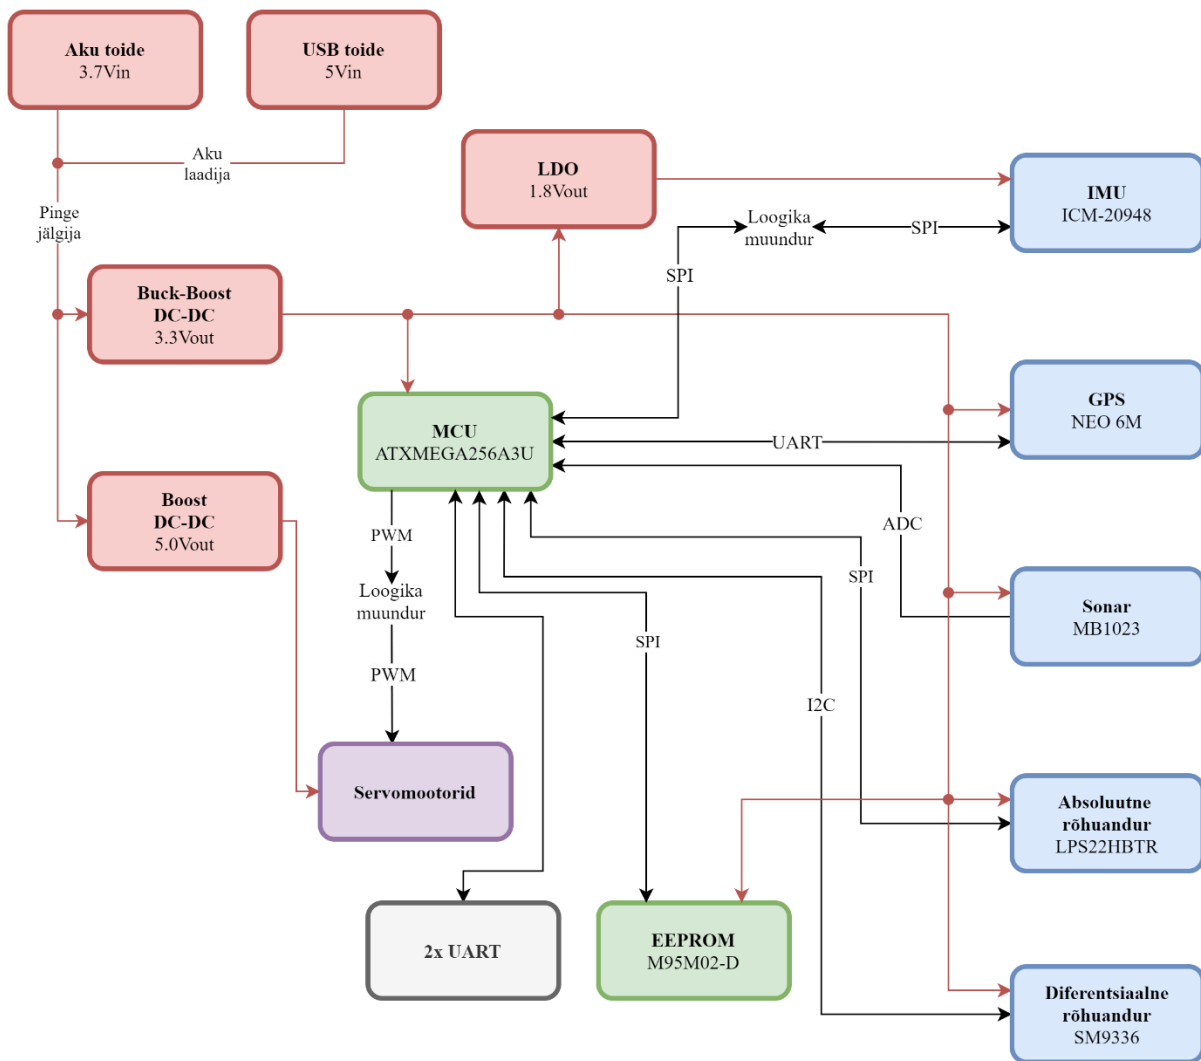 Aku toide
3.7Vin
USB toide
5Vin
Aku
laadija
LDO
1.8Vout
IMU
ICM-20948
Pinge
jälgija
Loogika
muundur
SPI
SPI
Buck-Boost
DC-DC
3.3Vout
GPS
NEO 6M
MCU
ATXMEGA256A3U
UART
Boost
DC-DC
5.0Vout
PWM
ADC
SPI
Loogika
muundur
Sonar
MB1023
SPI
PWM
I2C
Servomootorid
Absoluutne
rõhuandur
LPS22HBTR
2x UART
EEPROM
M95M02-D
Diferentsiaalne
rõhuandur
SM9336